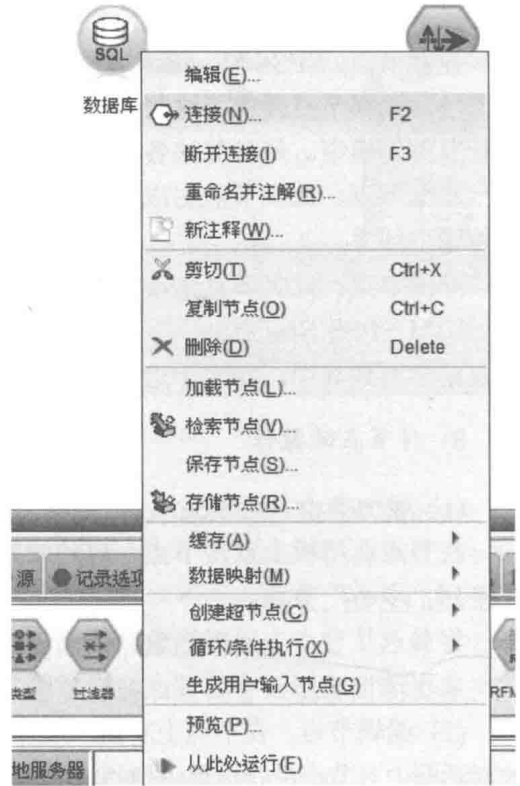 SQL
数据库
编辑(E)...
连接(N)... F2
断开连接(I) F3
重命名并注解(R)...
新注释(W)...
剪切(T) Ctrl+X
复制节点(O) Ctrl+C
删除(D) Delete
加载节点(L)...
检索节点(V)...
保存节点(S)...
存储节点(R)...
缓存(A)
数据映射(M)
创建超节点(C)
循环/条件执行(X)
生成用户输入节点(G)
预览(P)...
从此处运行(F)
源 记录选项
类型 过滤器 RFM
地服务器